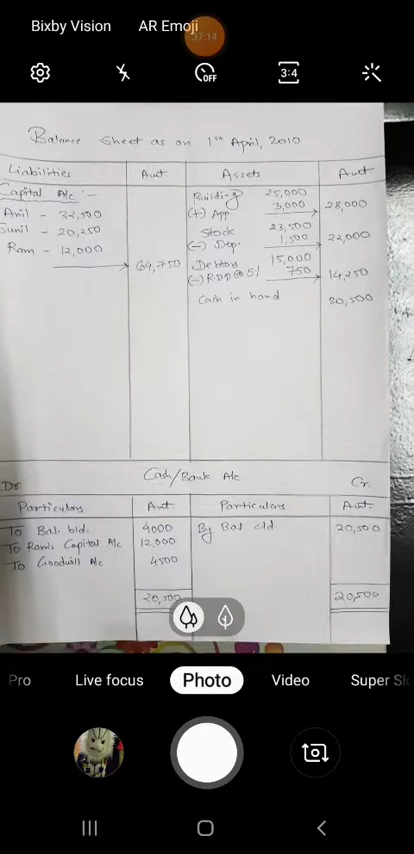 Bixby Vision AR Emoji
37:14
OFF 3:4
Balance Sheet as on 1st April, 2010
Liabilities Amt Assets Amt
Capital A/c :- Building 25,000
Anil - 32,500 (+) App. 3,000 28,000
Sunil - 20,250 Stock 23,500
Ram - 12,000 (-) Dep. 1,500 22,000
64,750 Debtors 15,000
(-) RDD @ 5% 750 14,250
Cash in hand 20,500
Cash/Bank A/c
Dr. Cr.
Particulars Amt Particulars Amt.
To Bal. b/d. 4000 By Bal c/d 20,500
To Ram's Capital A/c 12,000
To Goodwill A/c 4500
20,500 20,500
Pro Live focus Photo Video Super Sl